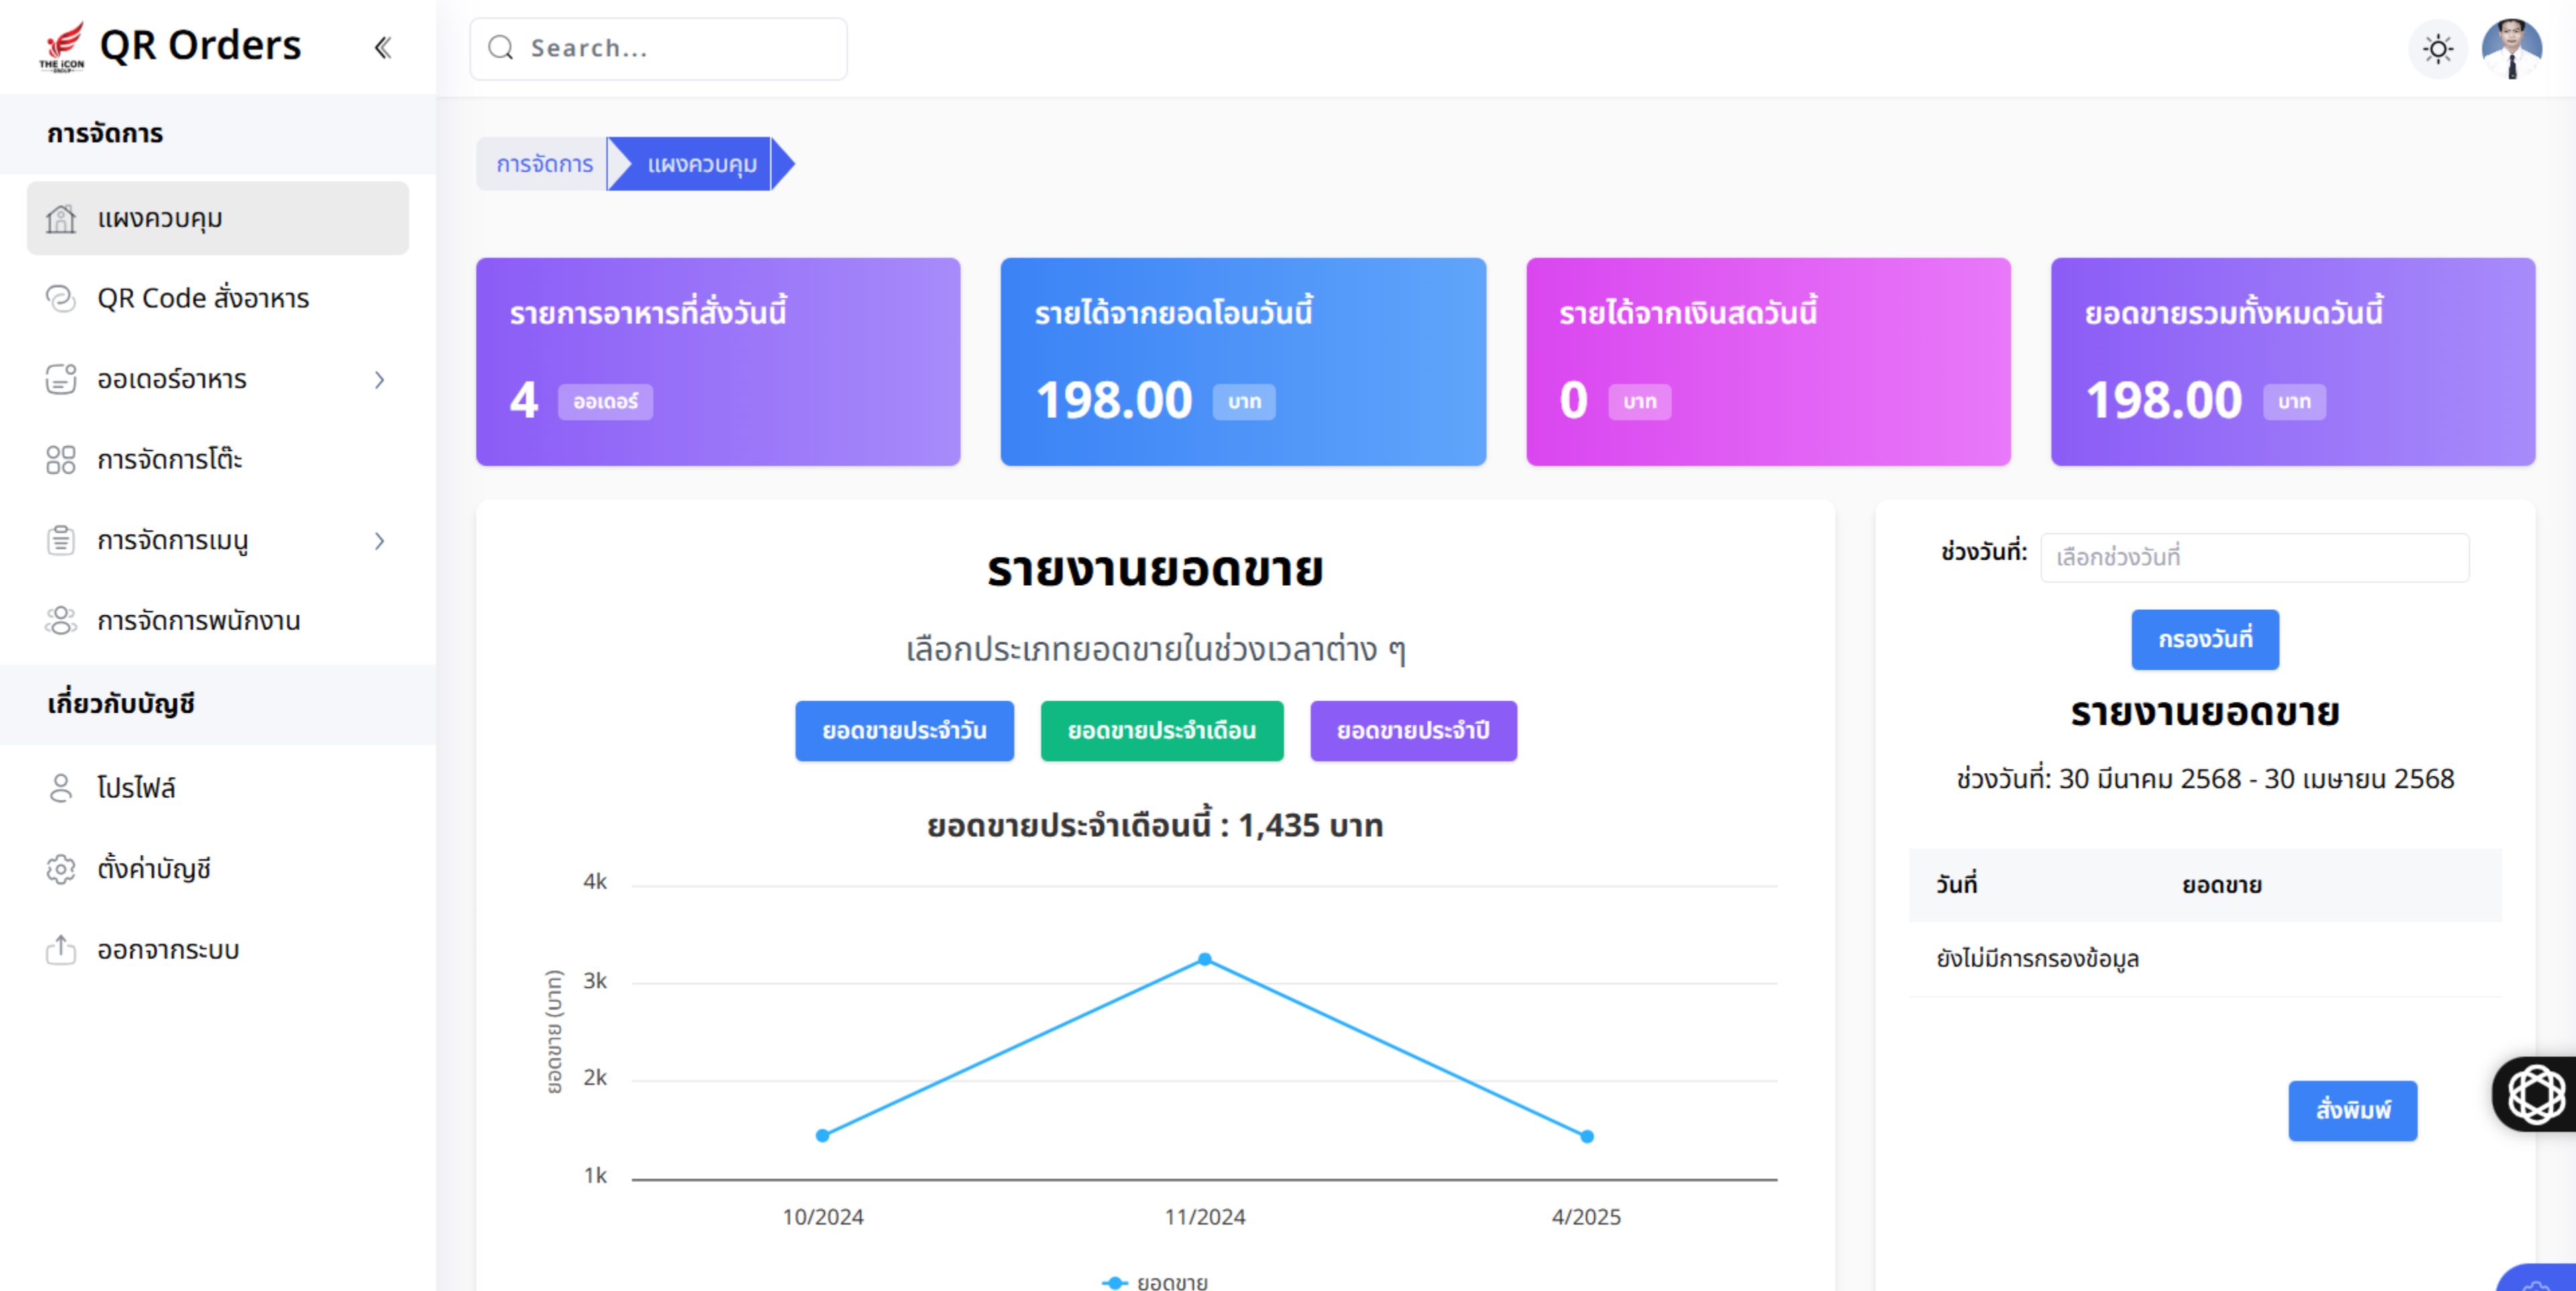 THE iCON
GROUP
QR Orders
Search...
การจัดการ
แผงควบคุม
QR Code สั่งอาหาร
ออเดอร์อาหาร
การจัดการโต๊ะ
การจัดการเมนู
การจัดการพนักงาน
เกี่ยวกับบัญชี
โปรไฟล์
ตั้งค่าบัญชี
ออกจากระบบ
การจัดการ แผงควบคุม
รายการอาหารที่สั่งวันนี้
4 ออเดอร์
รายได้จากยอดโอนวันนี้
198.00 บาท
รายได้จากเงินสดวันนี้
0 บาท
ยอดขายรวมทั้งหมดวันนี้
198.00 บาท
รายงานยอดขาย
เลือกประเภทยอดขายในช่วงเวลาต่าง ๆ
ยอดขายประจำวัน ยอดขายประจำเดือน ยอดขายประจำปี
ยอดขายประจำเดือนนี้ : 1,435 บาท
ยอดขาย (บาท)
4k
3k
2k
1k
10/2024 11/2024 4/2025
ยอดขาย
ช่วงวันที่: เลือกช่วงวันที่
กรองวันที่
รายงานยอดขาย
ช่วงวันที่: 30 มีนาคม 2568 - 30 เมษายน 2568
วันที่ ยอดขาย
ยังไม่มีการกรองข้อมูล
สั่งพิมพ์